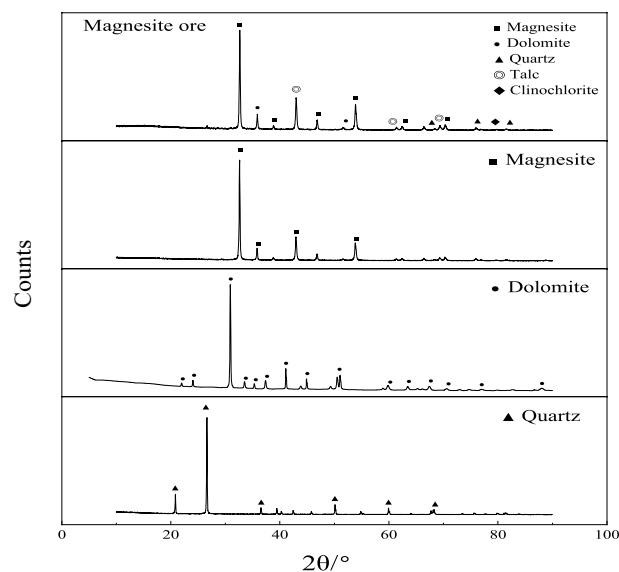 Magnesite ore
Magnesite
Dolomite
Quartz
Talc
Clinochlorite
Magnesite
Dolomite
Quartz
Counts
0 20 40 60 80 100
2θ/°